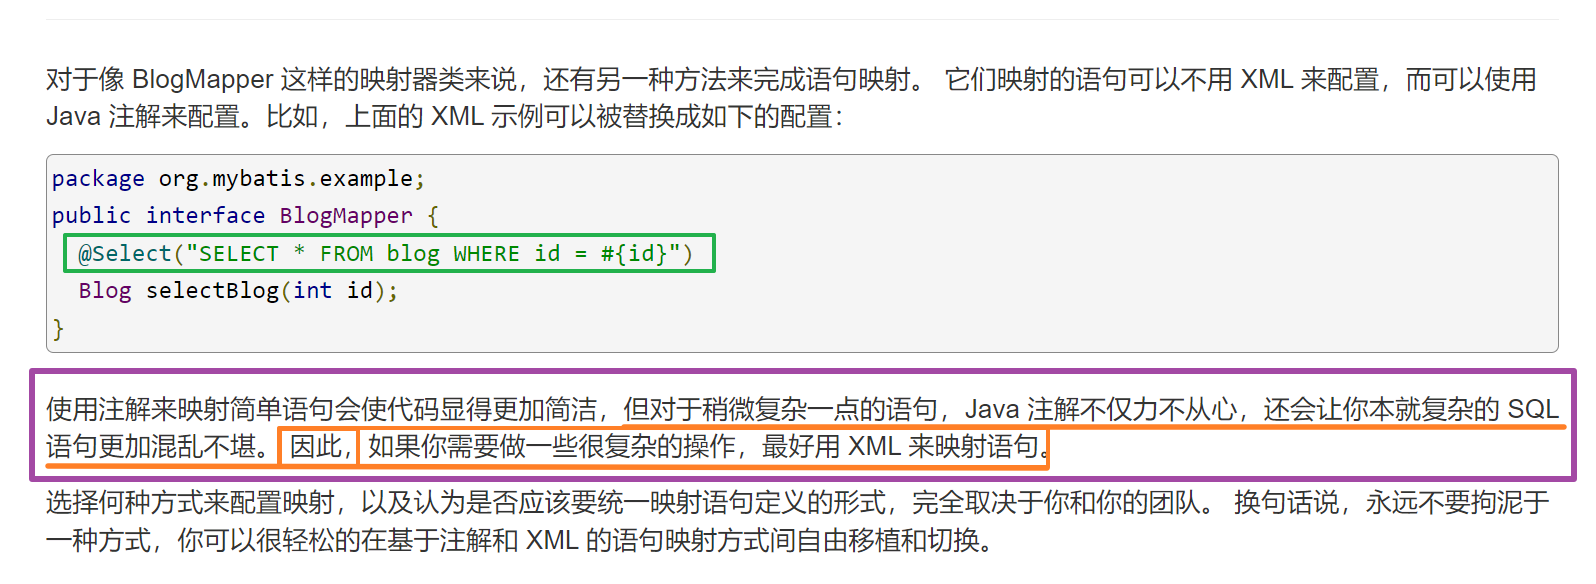 对于像 BlogMapper 这样的映射器类来说，还有另一种方法来完成语句映射。 它们映射的语句可以不用 XML 来配置，而可以使用
Java 注解来配置。比如，上面的 XML 示例可以被替换成如下的配置：
package org.mybatis.example;
public interface BlogMapper {
  @Select("SELECT * FROM blog WHERE id = #{id}")
  Blog selectBlog(int id);
}
使用注解来映射简单语句会使代码显得更加简洁，但对于稍微复杂一点的语句，Java 注解不仅力不从心，还会让你本就复杂的 SQL
语句更加混乱不堪。 因此，如果你需要做一些很复杂的操作，最好用 XML 来映射语句。
选择何种方式来配置映射，以及认为是否应该要统一映射语句定义的形式，完全取决于你和你的团队。 换句话说，永远不要拘泥于
一种方式，你可以很轻松的在基于注解和 XML 的语句映射方式间自由移植和切换。